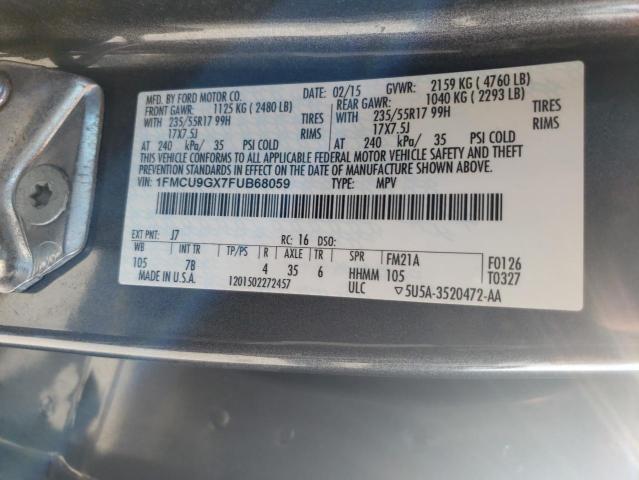 MFD. BY FORD MOTOR CO. 02/15 GVWR: 2159 KG ( 4760 LB)
FRONT GAWR: 1125 KG ( 2480 LB) REAR GAWR: 1040 KG ( 2293 LB)
WITH 235/55R17 99H TIRES WITH 235/55R17 99H TIRES
17X7.5J RIMS 17X7.5J RIMS
AT 240 kPa/ 35 PSI COLD AT 240 kPa/ 35 PSI COLD
THIS VEHICLE CONFORMS TO ALL APPLICABLE FEDERAL MOTOR VEHICLE SAFETY AND THEFT
PREVENTION STANDARDS IN EFFECT ON THE DATE OF MANUFACTURE SHOWN ABOVE.
VIN: 1FMCU9GX7FUB68059 TYPE: MPV
EXT PNT: J7 RC: 16 DSO:
WB INT TR TP/PS R AXLE TR SPR FM21A F0126
105 7B 4 35 6 HHMM 105 T0327
MADE IN U.S.A. 1201502272457 ULC ▽5U5A-3520472-AA